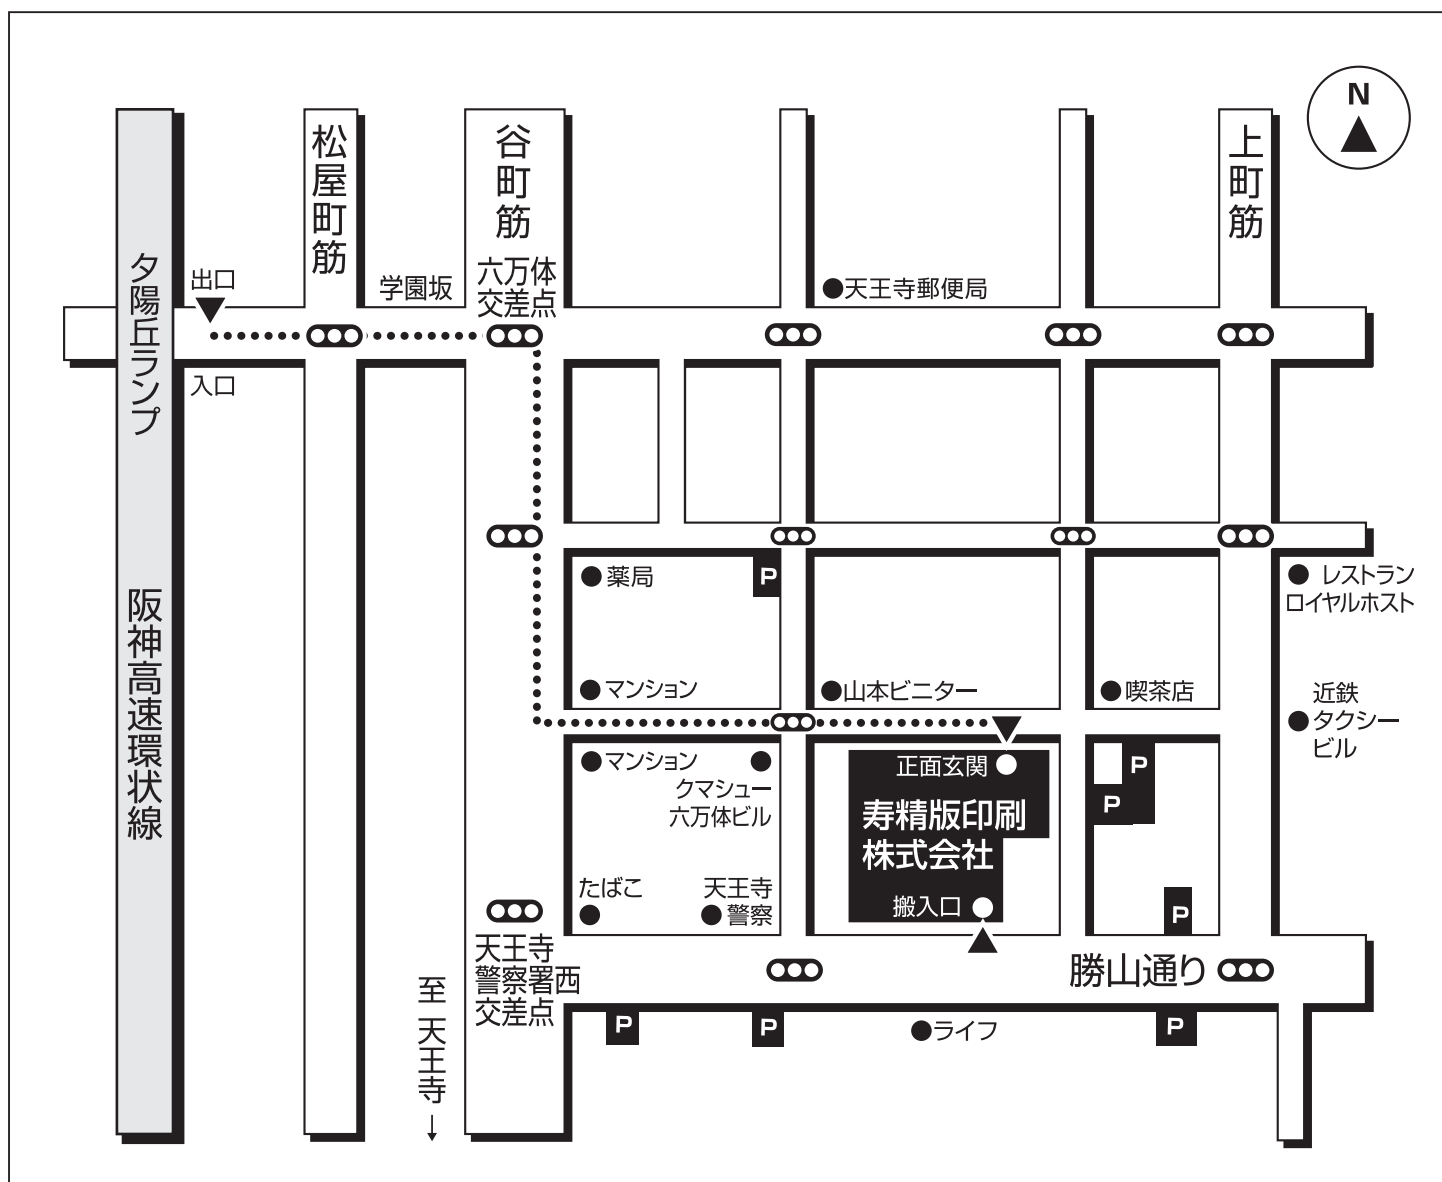 N
松屋町筋
谷町筋
上町筋
夕陽丘ランプ
出口
学園坂
六万体
交差点
●天王寺郵便局
入口
●薬局
P
●レストラン
ロイヤルホスト
阪神高速環状線
●マンション
●山本ビニター
●喫茶店
近鉄
●タクシー
ビル
●マンション
●
クマシュー
六万体ビル
正面玄関
P
P
寿精版印刷
株式会社
たばこ
●
天王寺
●警察
搬入口
P
天王寺
警察署西
交差点
勝山通り
至 天王寺
↓
P
P
●ライフ
P